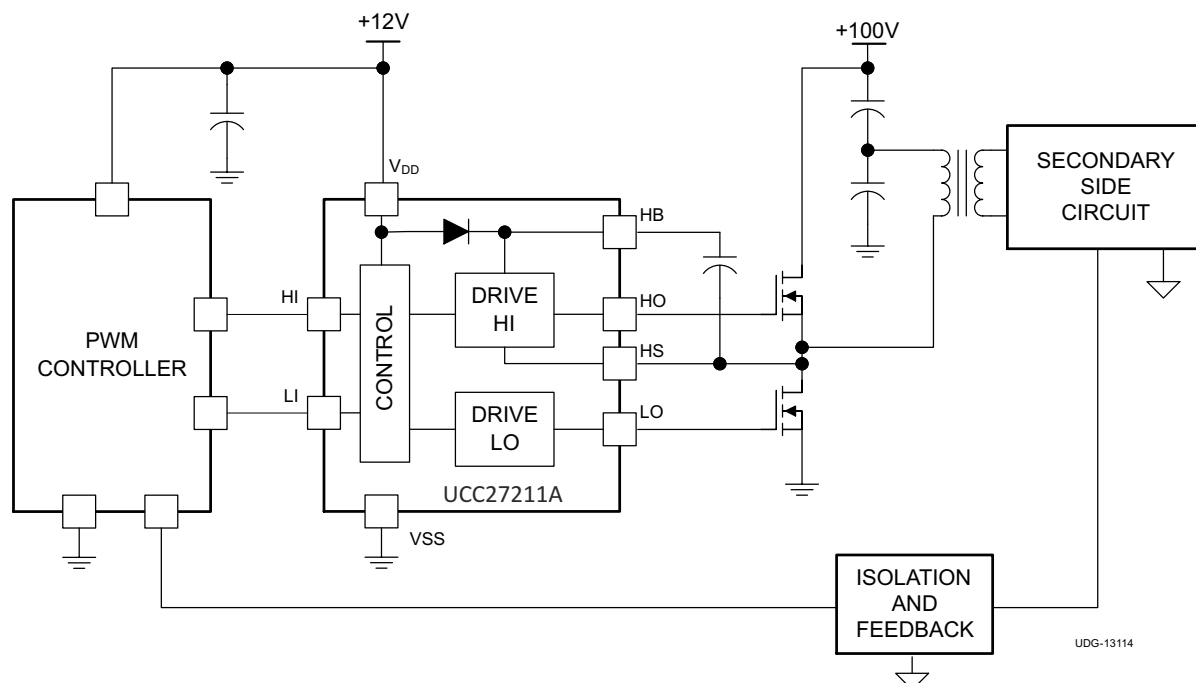 +12V
+100V
SECONDARY
SIDE
CIRCUIT
VDD
HB
HI
DRIVE
HI
HO
PWM
CONTROLLER
CONTROL
HS
LI
DRIVE
LO
LO
UCC27211A
VSS
ISOLATION
AND
FEEDBACK
UDG-13114